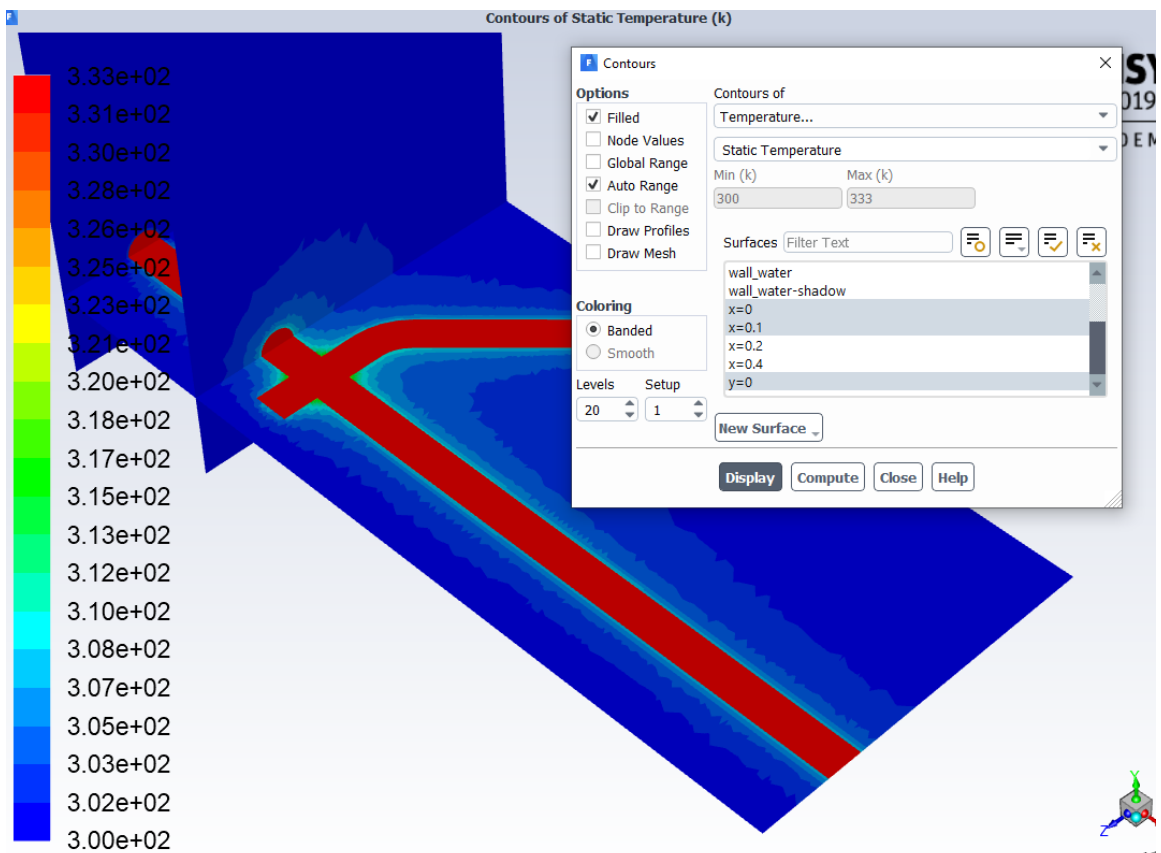 Contours of Static Temperature (k)
3.33e+02
3.31e+02
3.30e+02
3.28e+02
3.26e+02
3.25e+02
3.23e+02
3.21e+02
3.20e+02
3.18e+02
3.17e+02
3.15e+02
3.13e+02
3.12e+02
3.10e+02
3.08e+02
3.07e+02
3.05e+02
3.03e+02
3.02e+02
3.00e+02
Contours
Options
Filled
Node Values
Global Range
Auto Range
Clip to Range
Draw Profiles
Draw Mesh
Coloring
Banded
Smooth
Levels Setup
20 1
Contours of
Temperature...
Static Temperature
Min (k) Max (k)
300 333
Surfaces Filter Text
wall_water
wall_water-shadow
x=0
x=0.1
x=0.2
x=0.4
y=0
New Surface
Display Compute Close Help
Y
Z